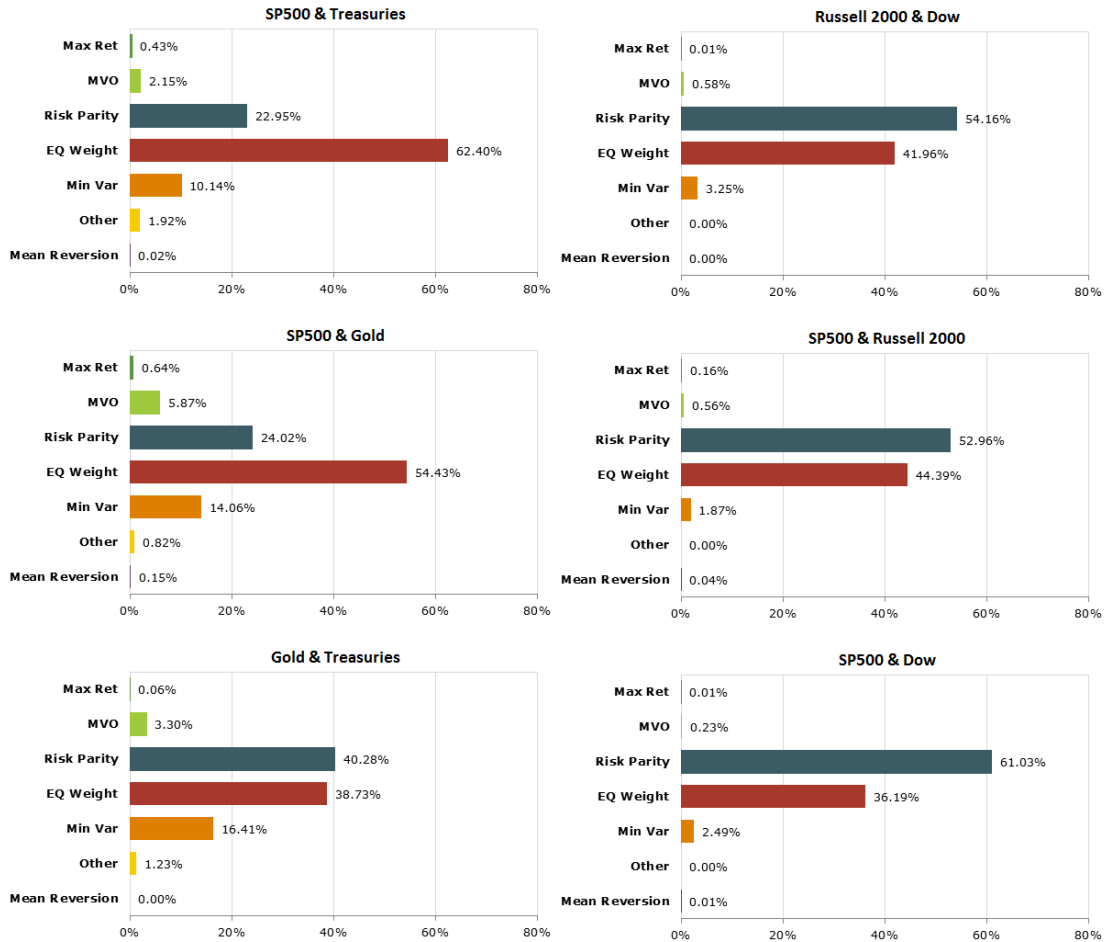 SP500 & Treasuries
Max Ret 0.43%
MVO 2.15%
Risk Parity 22.95%
EQ Weight 62.40%
Min Var 10.14%
Other 1.92%
Mean Reversion 0.02%
0% 20% 40% 60% 80%
Russell 2000 & Dow
Max Ret 0.01%
MVO 0.58%
Risk Parity 54.16%
EQ Weight 41.96%
Min Var 3.25%
Other 0.00%
Mean Reversion 0.00%
0% 20% 40% 60% 80%
SP500 & Gold
Max Ret 0.64%
MVO 5.87%
Risk Parity 24.02%
EQ Weight 54.43%
Min Var 14.06%
Other 0.82%
Mean Reversion 0.15%
0% 20% 40% 60% 80%
SP500 & Russell 2000
Max Ret 0.16%
MVO 0.56%
Risk Parity 52.96%
EQ Weight 44.39%
Min Var 1.87%
Other 0.00%
Mean Reversion 0.04%
0% 20% 40% 60% 80%
Gold & Treasuries
Max Ret 0.06%
MVO 3.30%
Risk Parity 40.28%
EQ Weight 38.73%
Min Var 16.41%
Other 1.23%
Mean Reversion 0.00%
0% 20% 40% 60% 80%
SP500 & Dow
Max Ret 0.01%
MVO 0.23%
Risk Parity 61.03%
EQ Weight 36.19%
Min Var 2.49%
Other 0.00%
Mean Reversion 0.01%
0% 20% 40% 60% 80%